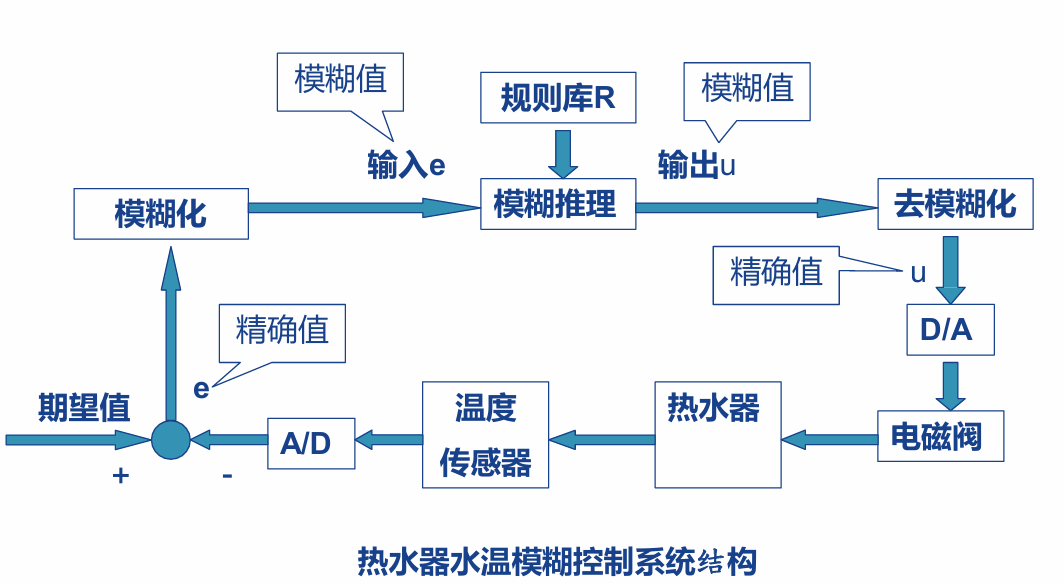 模糊值
规则库R
模糊值
输入e
输出u
模糊化
模糊推理
去模糊化
精确值
u
精确值
D/A
e
期望值
温度
传感器
热水器
A/D
电磁阀
+
-
热水器水温模糊控制系统结构